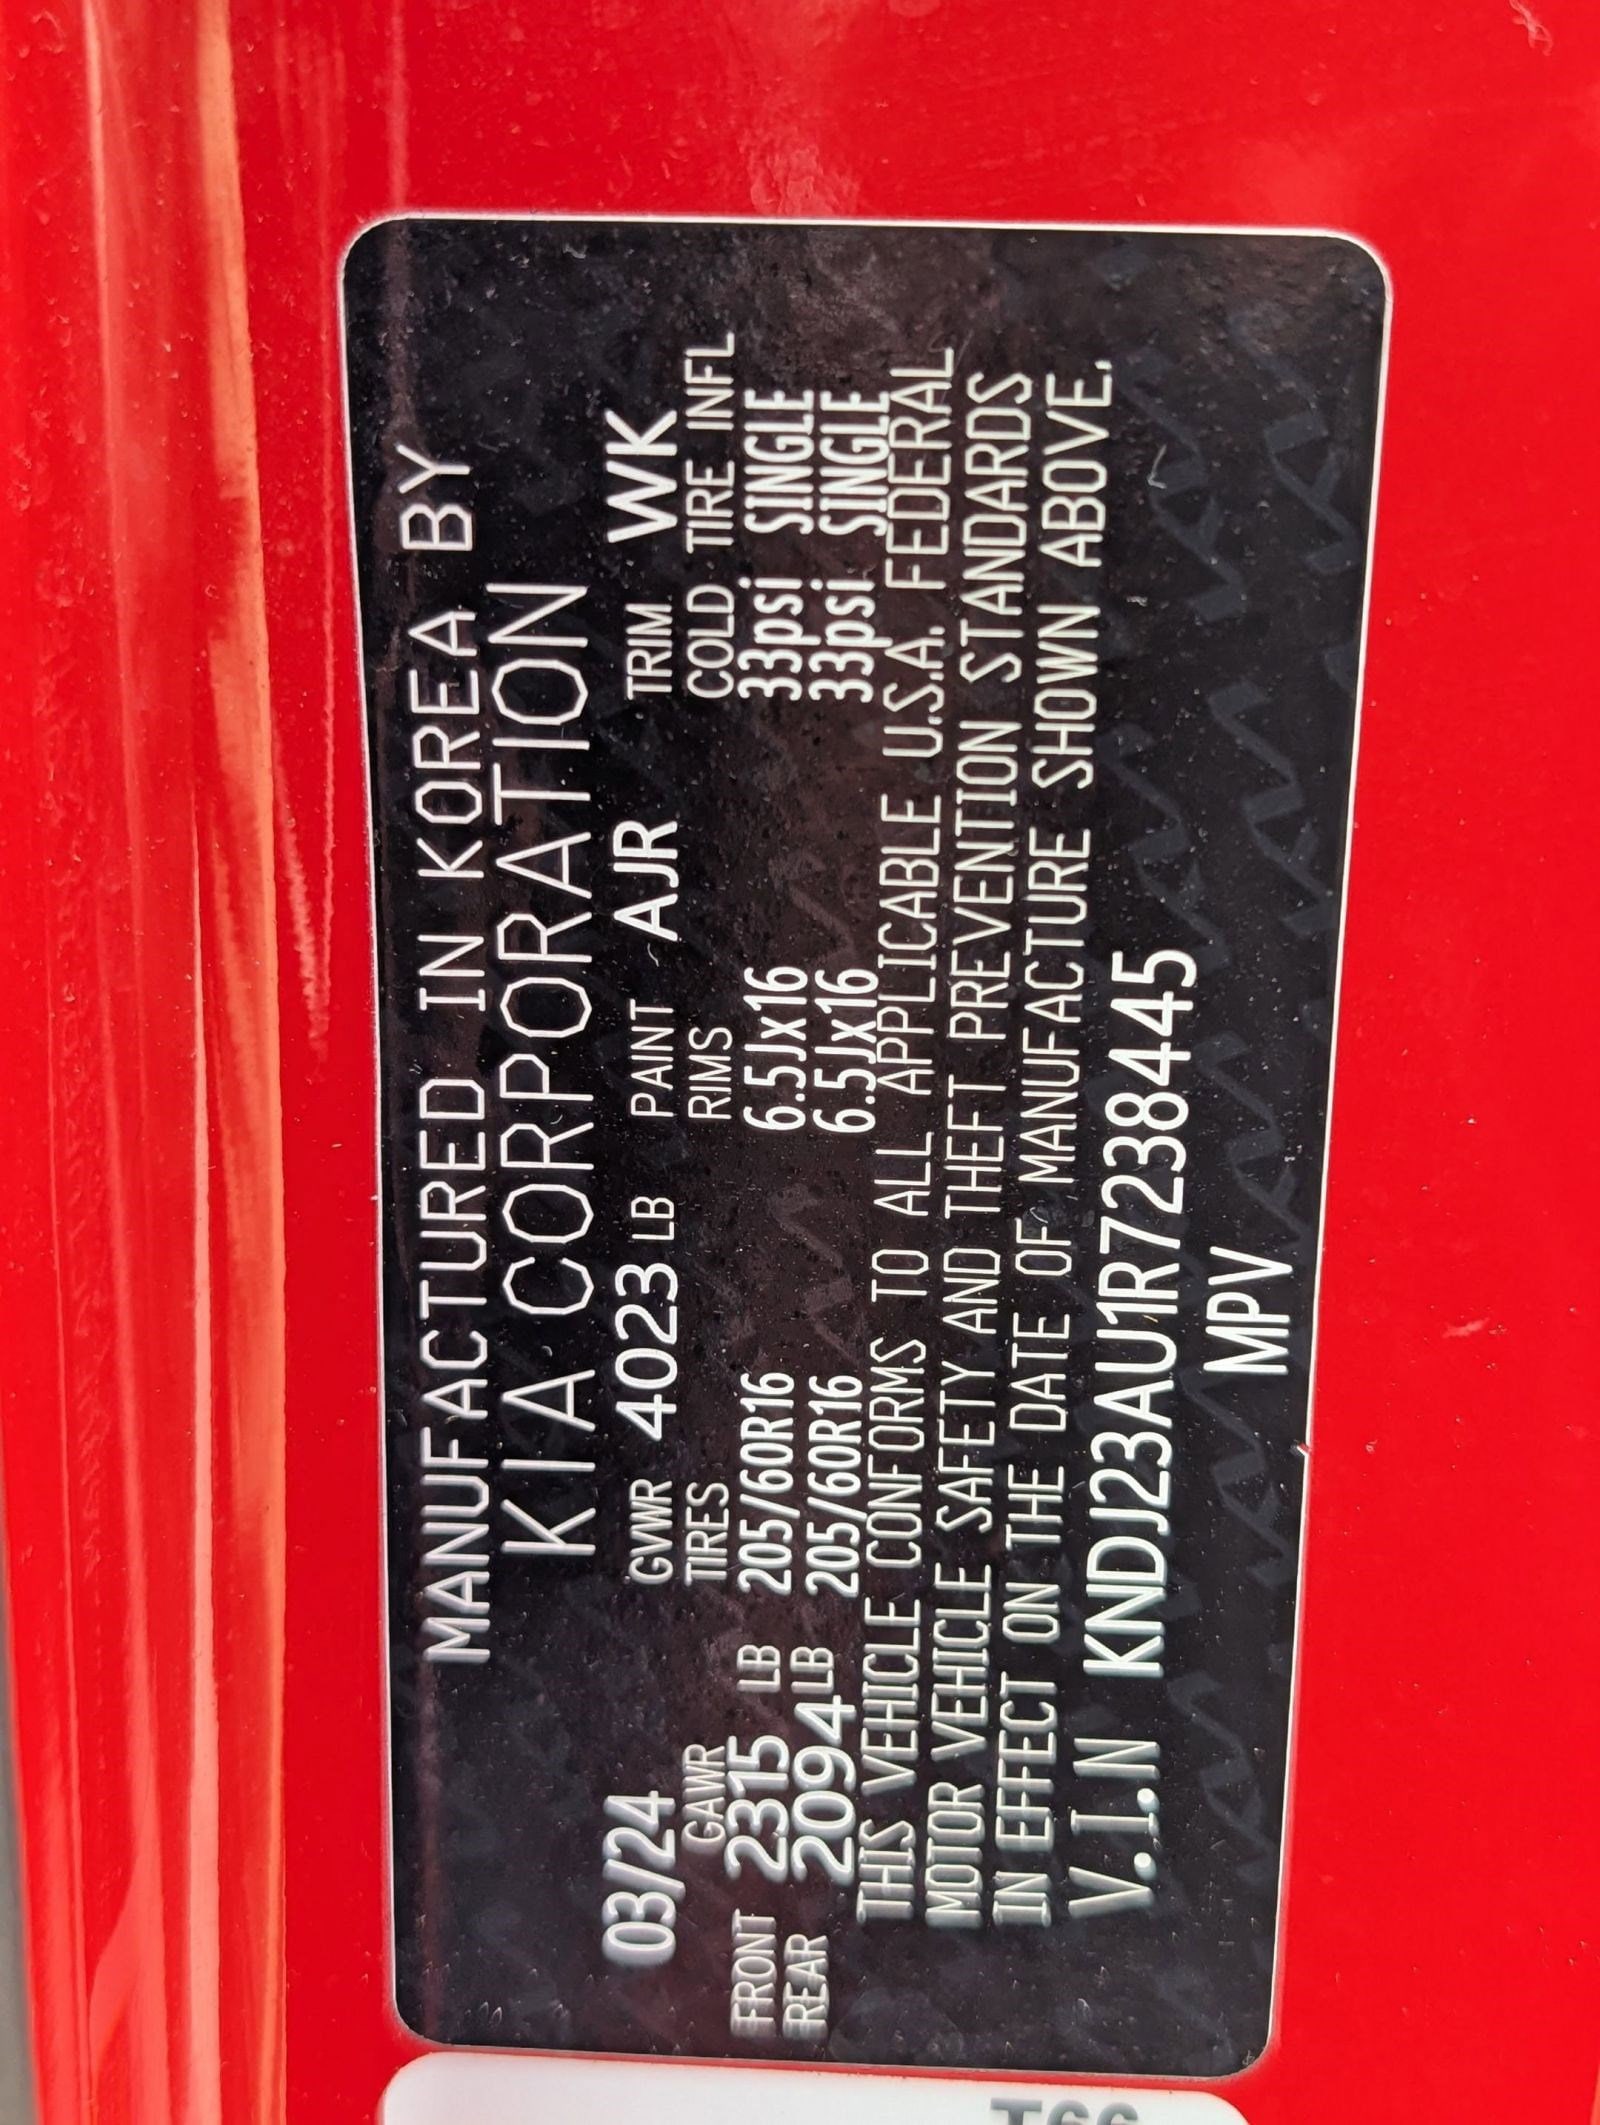 MANUFACTURED IN KOREA BY
KIA CORPORATION
03/24 GVWR 4023 LB PAINT AJR TRIM WK
GAWR TIRES RIMS COLD TIRE INFL
FRONT 2315 LB 205/60R16 6.5Jx16 33psi SINGLE
REAR 2094 LB 205/60R16 6.5Jx16 33psi SINGLE
THIS VEHICLE CONFORMS TO ALL APPLICABLE U.S.A. FEDERAL
MOTOR VEHICLE SAFETY AND THEFT PREVENTION STANDARDS
IN EFFECT ON THE DATE OF MANUFACTURE SHOWN ABOVE.
V.I.N KNDJ23AU1R7238445
MPV